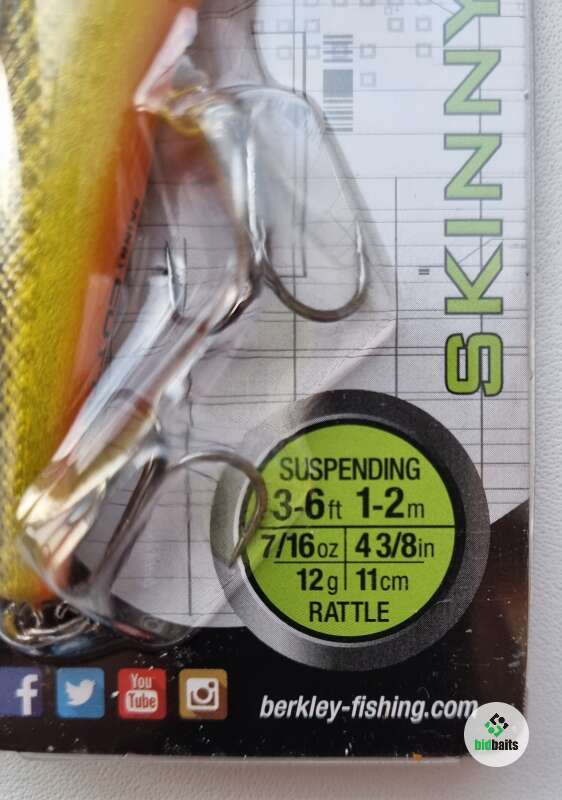 SKINNY
SUSPENDING
3-6ft 1-2m
7/16oz 4 3/8in
12g 11cm
RATTLE
f
You
Tube
berkley-fishing.com
bidbaits